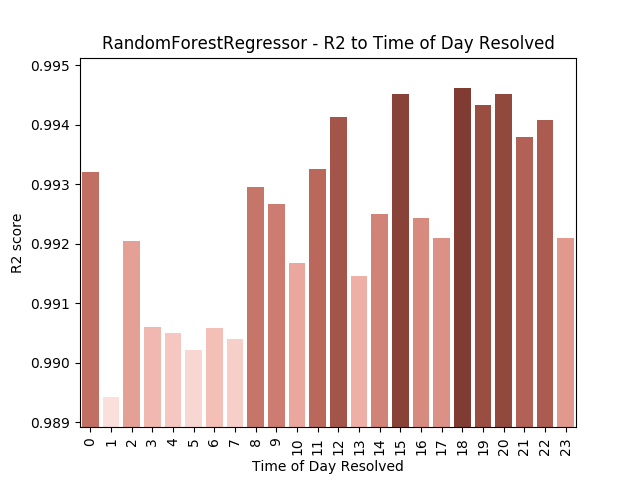 RandomForestRegressor - R2 to Time of Day Resolved
0.995
0.994
0.993
0.992
0.991
0.990
0.989
R2 score
0 1 2 3 4 5 6 7 8 9 10 11 12 13 14 15 16 17 18 19 20 21 22 23
Time of Day Resolved